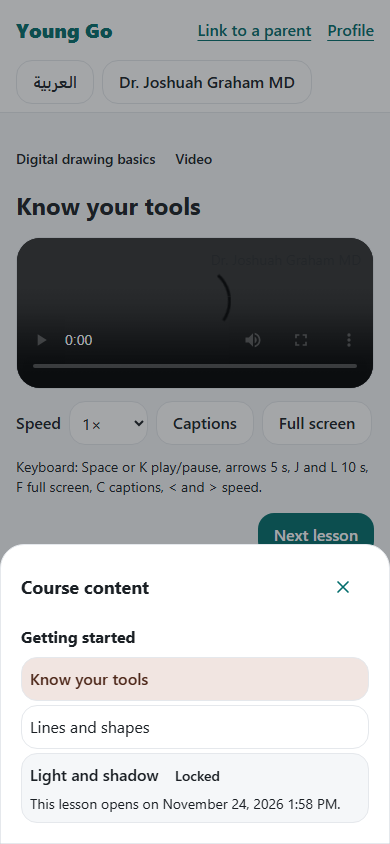 Young Go
Link to a parent
Profile
العربية
Dr. Joshuah Graham MD
Digital drawing basics
Video
Know your tools
Dr. Joshuah Graham MD
0:00
Speed
1×
Captions
Full screen
Keyboard: Space or K play/pause, arrows 5 s, J and L 10 s,
F full screen, C captions, < and > speed.
Next lesson
Course content
Getting started
Know your tools
Lines and shapes
Light and shadow
Locked
This lesson opens on November 24, 2026 1:58 PM.